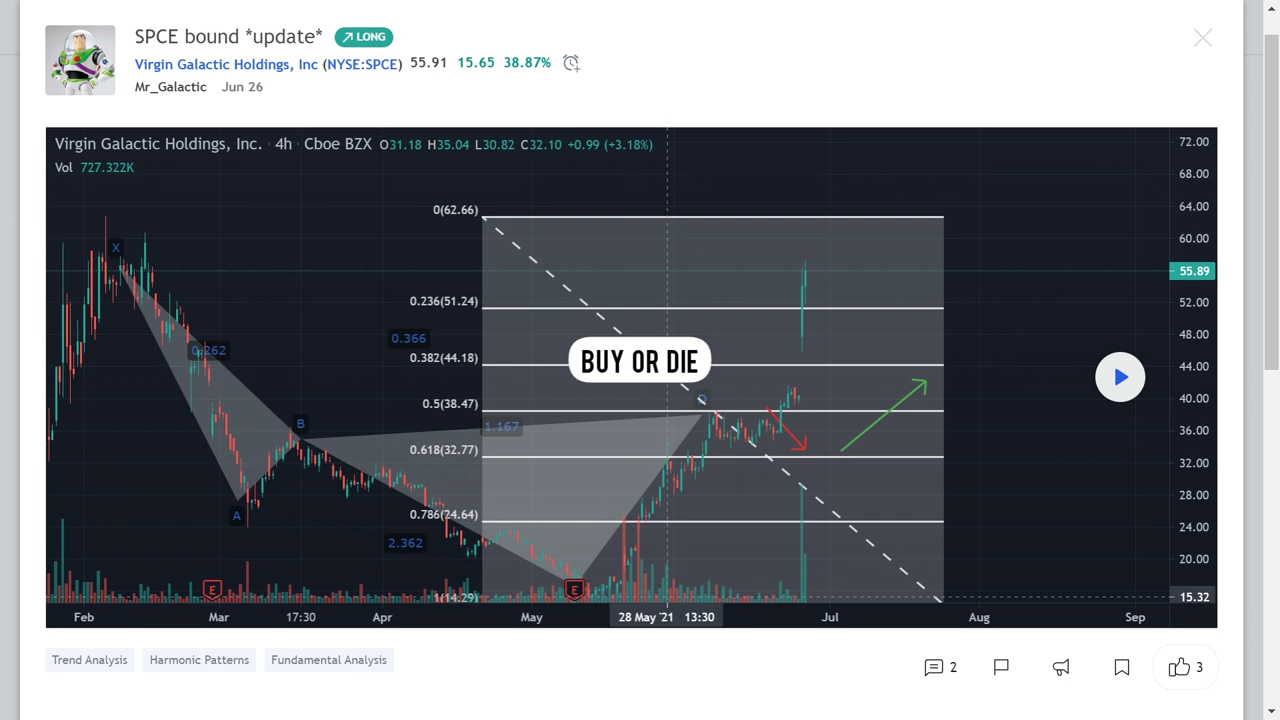 SPCE bound *update* LONG
Virgin Galactic Holdings, Inc (NYSE:SPCE) 55.91 15.65 38.87%
Mr_Galactic Jun 26
Virgin Galactic Holdings, Inc. · 4h · Cboe BZX O31.18 H35.04 L30.82 C32.10 +0.99 (+3.18%)
Vol 727.322K
72.00
68.00
64.00
60.00
55.89
52.00
48.00
44.00
40.00
36.00
32.00
28.00
24.00
20.00
15.32
0(62.66)
0.236(51.24)
0.382(44.18)
0.5(38.47)
0.618(32.77)
0.786(24.64)
1(14.29)
X
0.262
0.366
BUY OR DIE
D
B
1.167
A
2.362
E
E
Feb Mar 17:30 Apr May 28 May '21 13:30 Jul Aug Sep
Trend Analysis Harmonic Patterns Fundamental Analysis
2 3